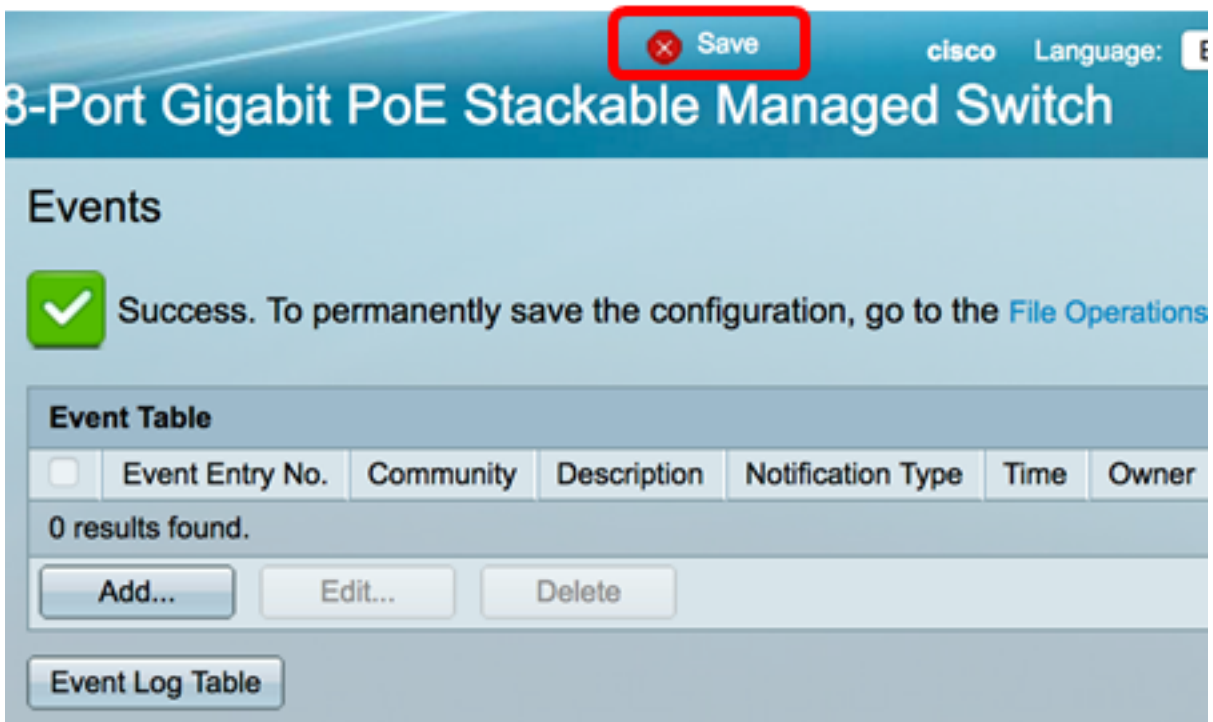 Save
cisco Language:
8-Port Gigabit PoE Stackable Managed Switch
Events
Success. To permanently save the configuration, go to the File Operations
Event Table
Event Entry No. Community Description Notification Type Time Owner
0 results found.
Add... Edit... Delete
Event Log Table